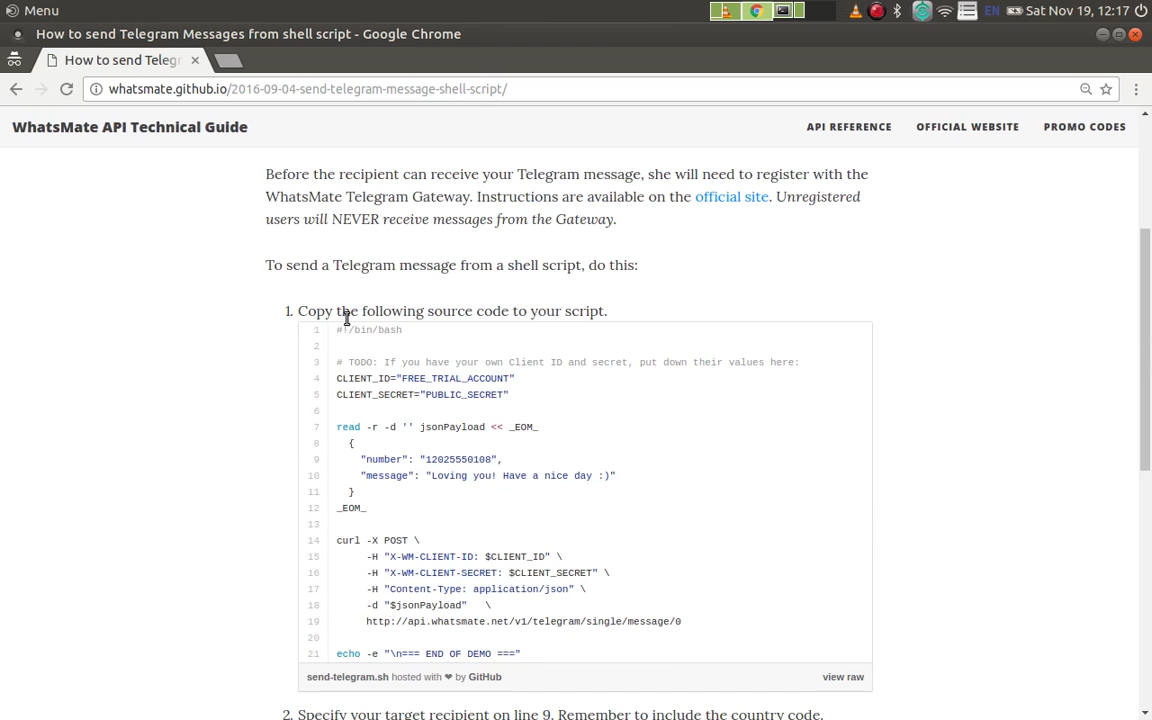 Menu
EN
Sat Nov 19, 12:17
How to send Telegram Messages from shell script - Google Chrome
How to send Telegr
whatsmate.github.io/2016-09-04-send-telegram-message-shell-script/
WhatsMate API Technical Guide
API REFERENCE
OFFICIAL WEBSITE
PROMO CODES
Before the recipient can receive your Telegram message, she will need to register with the
WhatsMate Telegram Gateway. Instructions are available on the official site. Unregistered
users will NEVER receive messages from the Gateway.
To send a Telegram message from a shell script, do this:
1. Copy the following source code to your script.
1 #!/bin/bash
2
3 # TODO: If you have your own Client ID and secret, put down their values here:
4 CLIENT_ID="FREE_TRIAL_ACCOUNT"
5 CLIENT_SECRET="PUBLIC_SECRET"
6
7 read -r -d '' jsonPayload << _EOM_
8 {
9 "number": "12025550108",
10 "message": "Loving you! Have a nice day :)"
11 }
12 _EOM_
13
14 curl -X POST \
15 -H "X-WM-CLIENT-ID: $CLIENT_ID" \
16 -H "X-WM-CLIENT-SECRET: $CLIENT_SECRET" \
17 -H "Content-Type: application/json" \
18 -d "$jsonPayload" \
19 http://api.whatsmate.net/v1/telegram/single/message/0
20
21 echo -e "\n=== END OF DEMO ==="
send-telegram.sh hosted with ❤ by GitHub
view raw
2. Specify your target recipient on line 9. Remember to include the country code.